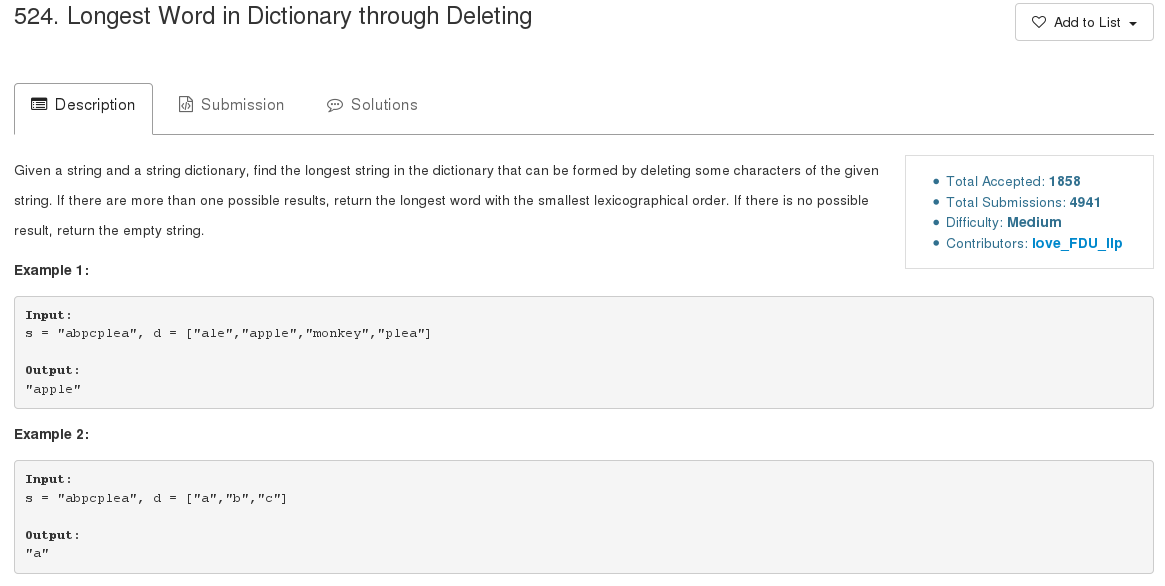 524. Longest Word in Dictionary through Deleting
Add to List
Description
Submission
Solutions
Given a string and a string dictionary, find the longest string in the dictionary that can be formed by deleting some characters of the given
string. If there are more than one possible results, return the longest word with the smallest lexicographical order. If there is no possible
result, return the empty string.
Total Accepted: 1858
Total Submissions: 4941
Difficulty: Medium
Contributors: love_FDU_llp
Example 1:
Input:
s = "abpcplea", d = ["ale","apple","monkey","plea"]
Output:
"apple"
Example 2:
Input:
s = "abpcplea", d = ["a","b","c"]
Output:
"a"